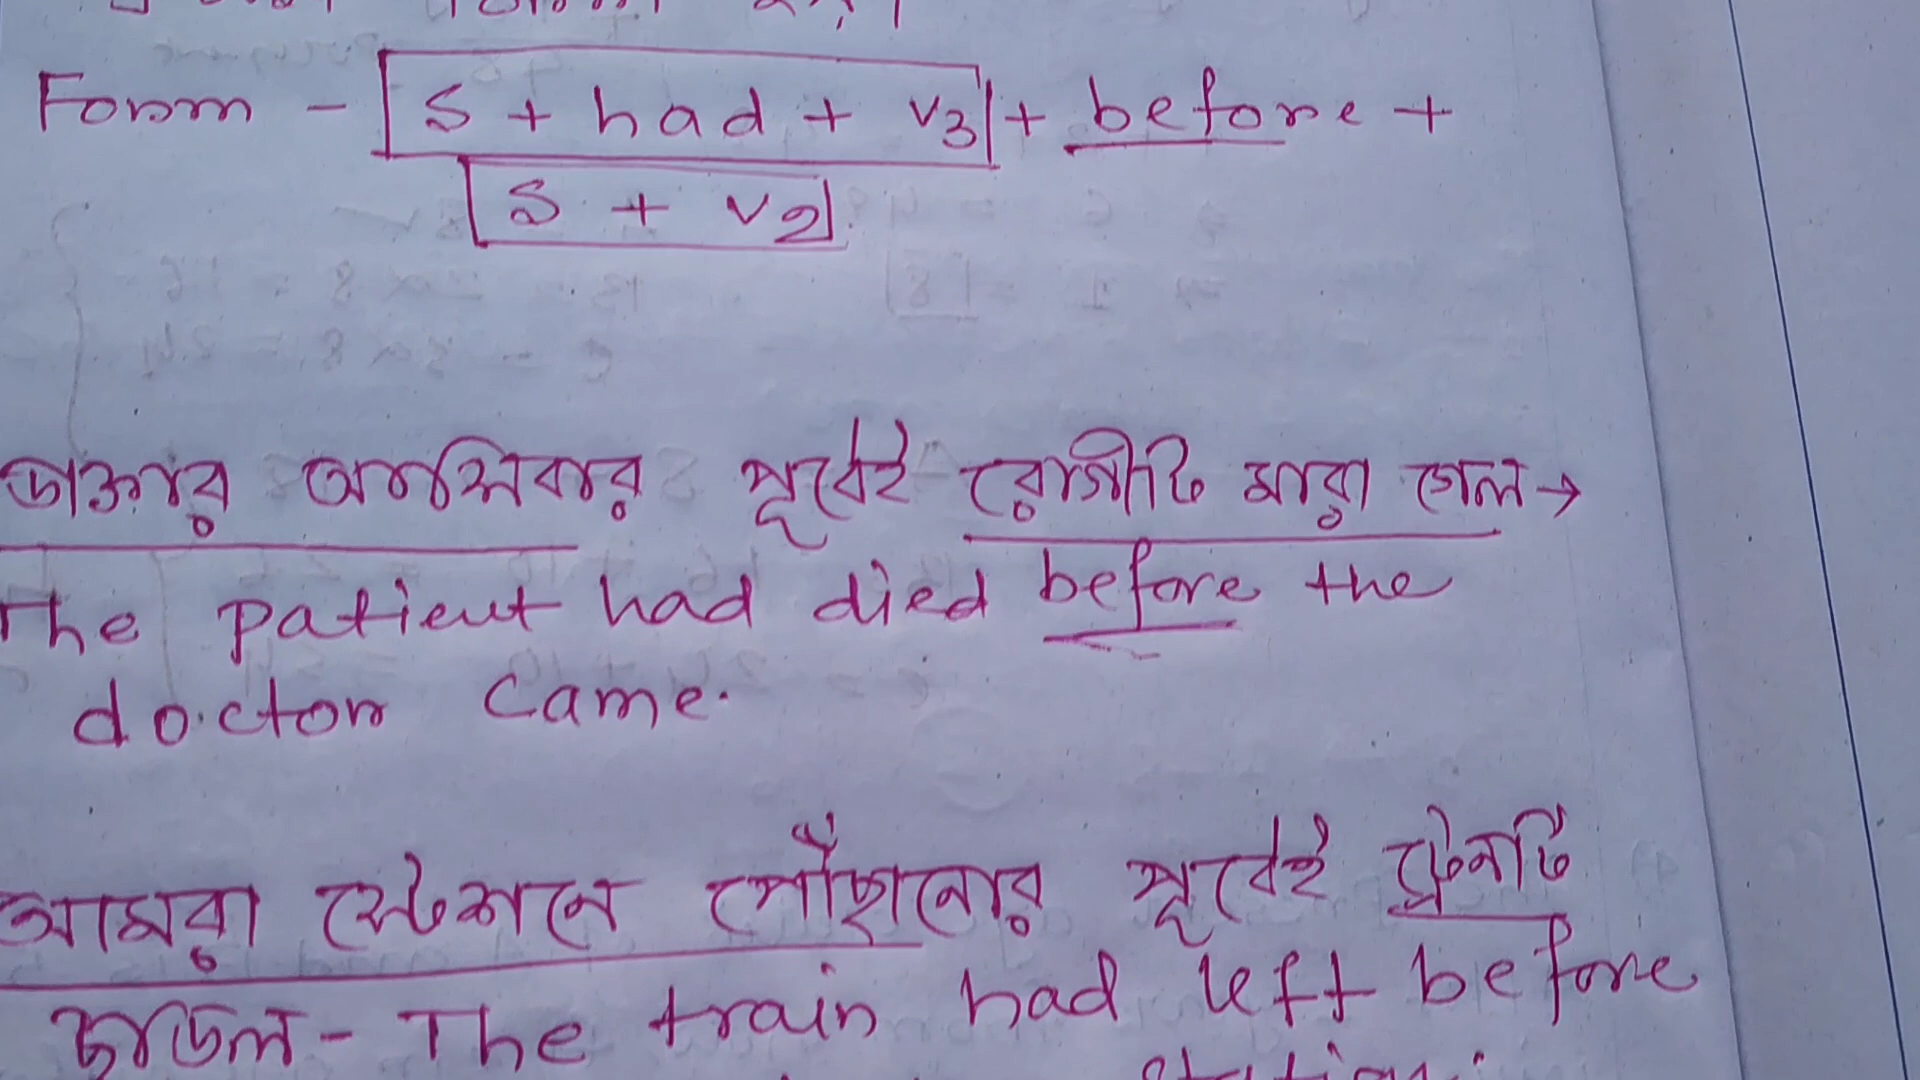 Form - S + had + V3 + before +
S + V2
ডাক্তার আসিবার পূর্বেই রোগীটি মারা গেল →
The patient had died before the
doctor came.
আমরা স্টেশনে পৌঁছানোর পূর্বেই ট্রেনটি
ছাড়িল - The train had left before
station.